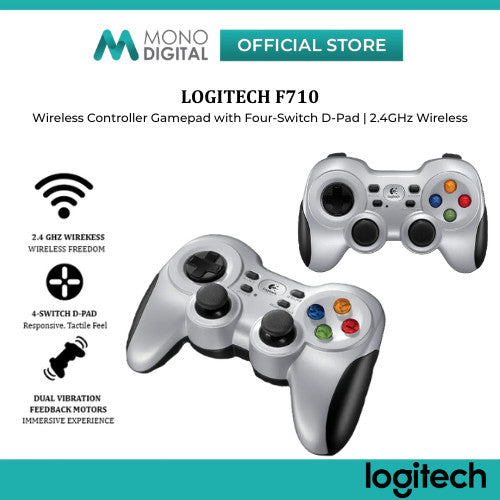 MONO
DIGITAL
OFFICIAL STORE
LOGITECH F710
Wireless Controller Gamepad with Four-Switch D-Pad | 2.4GHz Wireless
2.4 GHZ WIREKESS
WIRELESS FREEDOM
4-SWITCH D-PAD
Responsive. Tactile Feel
DUAL VIBRATION
FEEDBACK MOTORS
IMMERSIVE EXPERIENCE
logitech